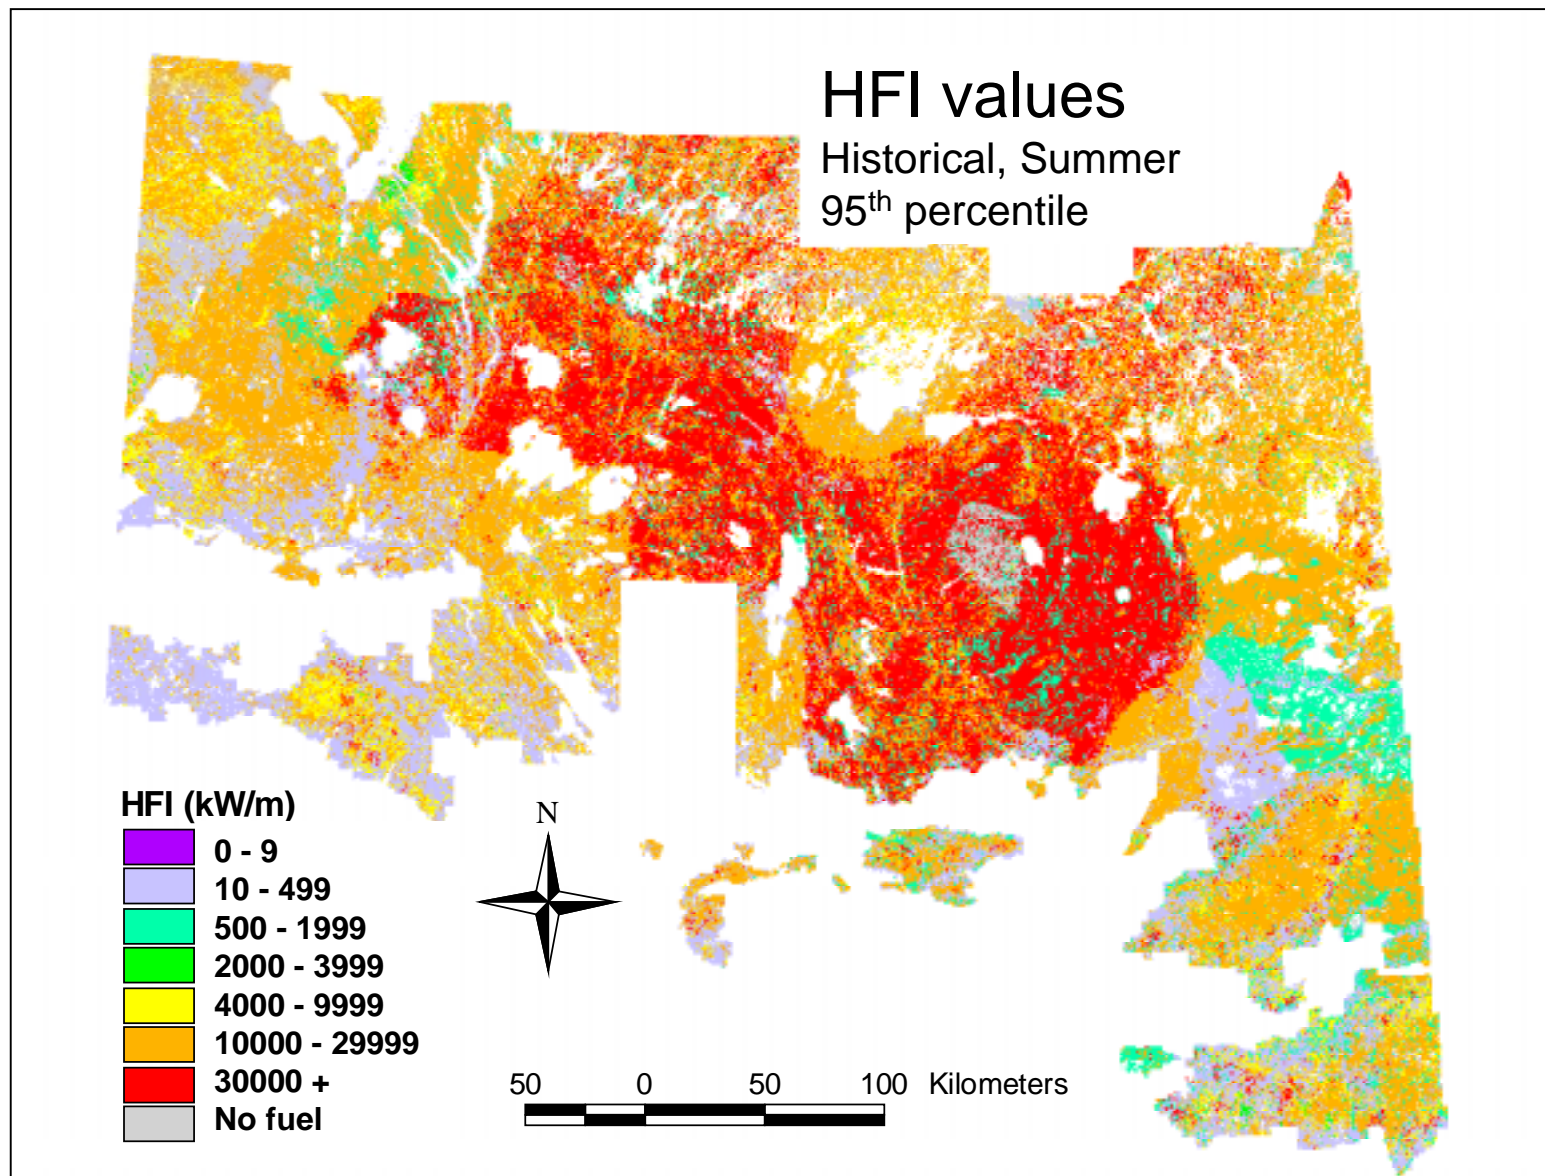 HFI values
Historical, Summer
95th percentile
HFI (kW/m)
0 - 9
10 - 499
500 - 1999
2000 - 3999
4000 - 9999
10000 - 29999
30000 +
No fuel
N
50 0 50 100 Kilometers